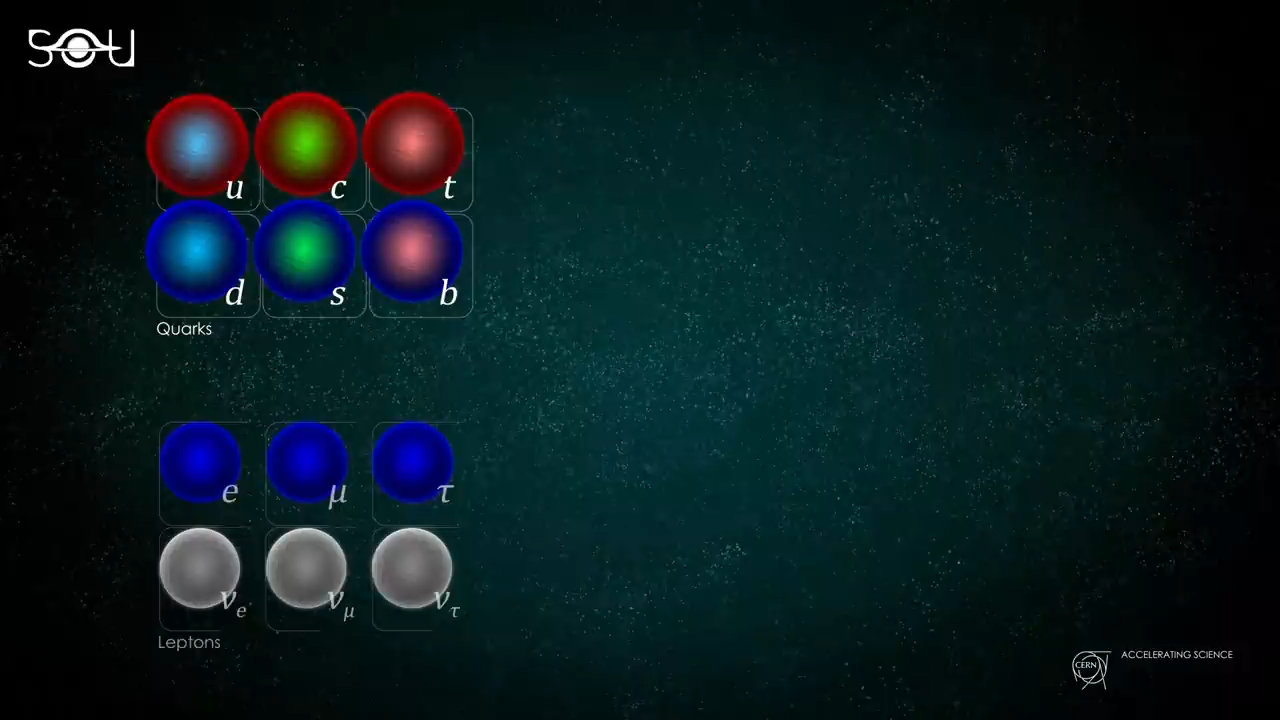 SOU
u c t
d s b
Quarks
e μ τ
νe νμ ντ
Leptons
CERN
ACCELERATING SCIENCE